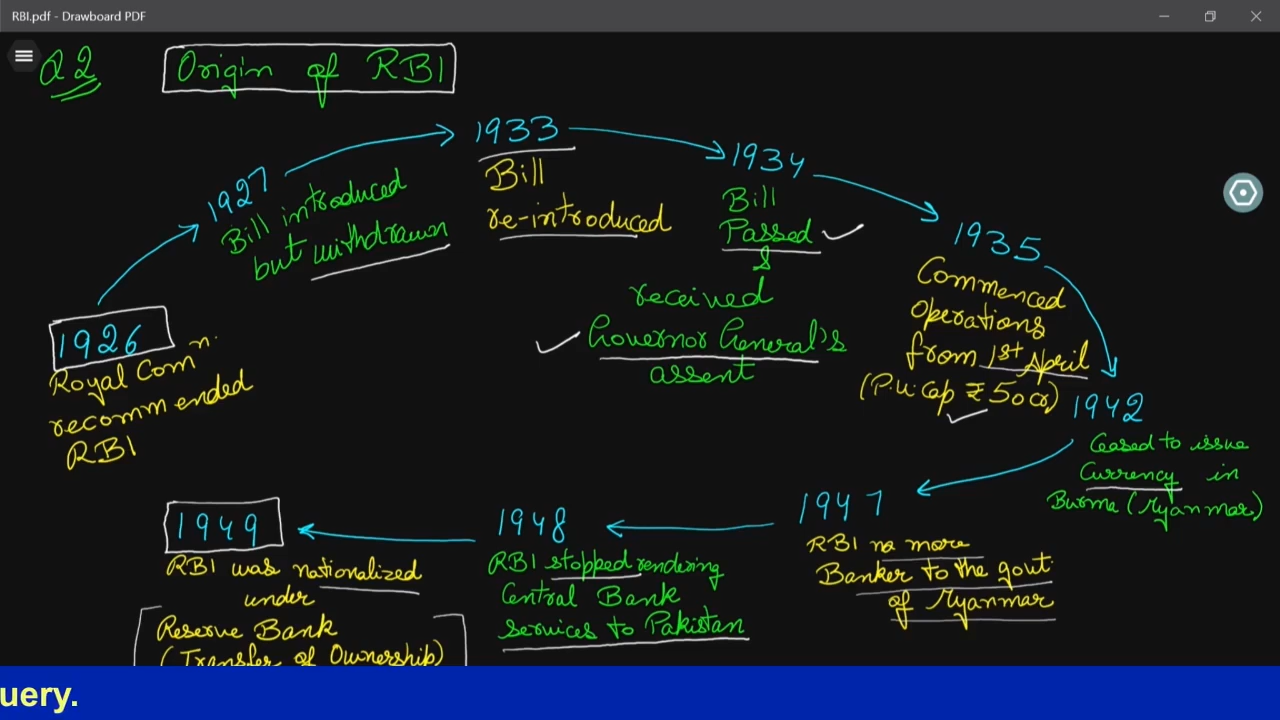 RBI.pdf - Drawboard PDF
Q2
Origin of RBI
1926
Royal Comn.
recommended
RBI
1927
Bill introduced
but withdrawn
1933
Bill
re-introduced
1934
Bill
Passed
&
received
Governor General's
assent
1935
Commenced
Operations
from 1st April
(P.U.Cap ₹50cr)
1942
Ceased to issue
Currency in
Burma (Myanmar)
1947
RBI no more
Banker to the govt
of Myanmar
1948
RBI stopped rendering
Central Bank
services to Pakistan
1949
RBI was nationalized
under
Reserve Bank
(Transfer of Ownership)
uery.